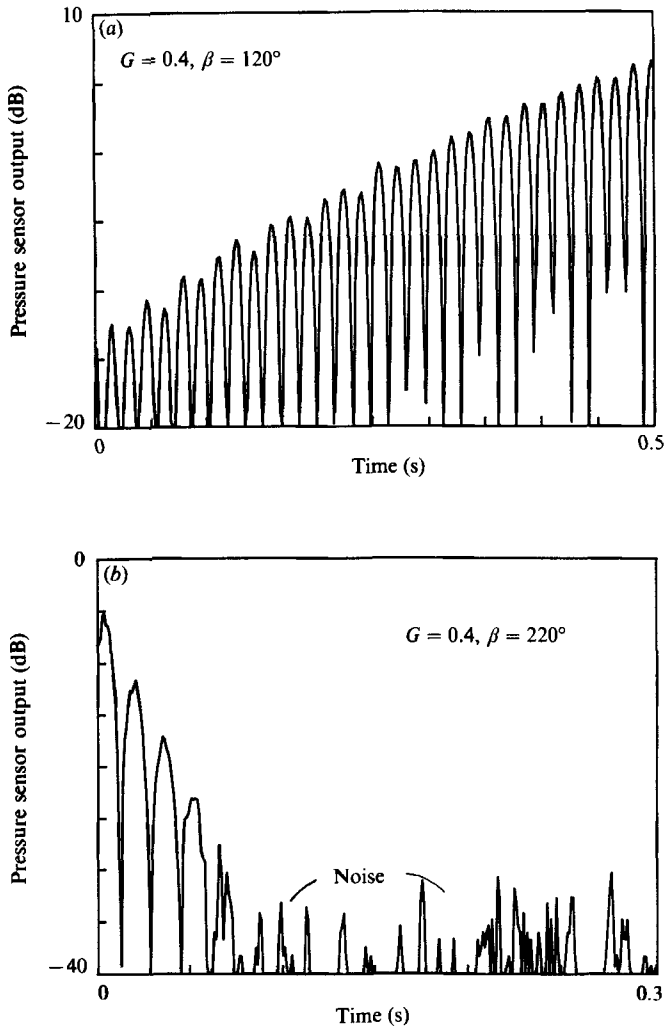 10
(a)
G = 0.4, β = 120°
Pressure sensor output (dB)
−20
0
0.5
Time (s)
0
(b)
G = 0.4, β = 220°
Pressure sensor output (dB)
Noise
−40
0
0.3
Time (s)